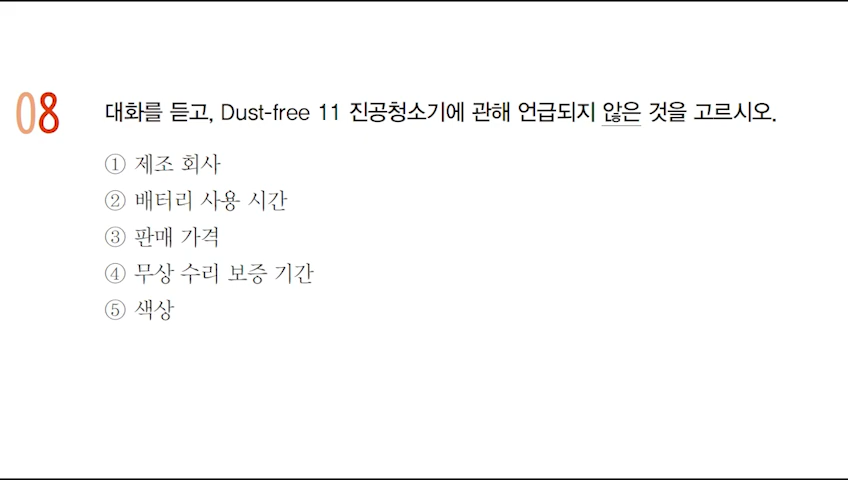 08
대화를 듣고, Dust-free 11 진공청소기에 관해 언급되지 않은 것을 고르시오.
① 제조 회사
② 배터리 사용 시간
③ 판매 가격
④ 무상 수리 보증 기간
⑤ 색상